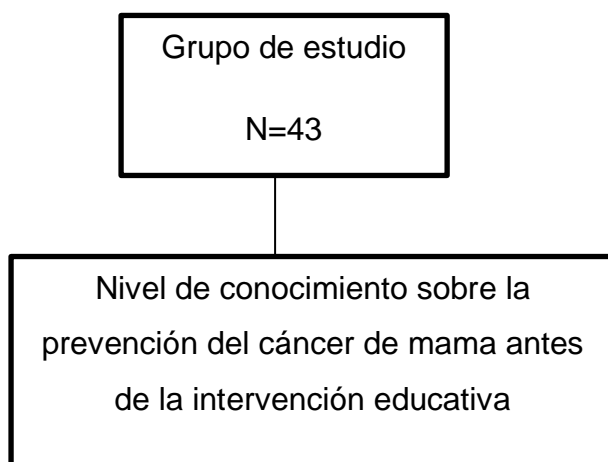 Grupo de estudio
N=43
Nivel de conocimiento sobre la
prevención del cáncer de mama antes
de la intervención educativa